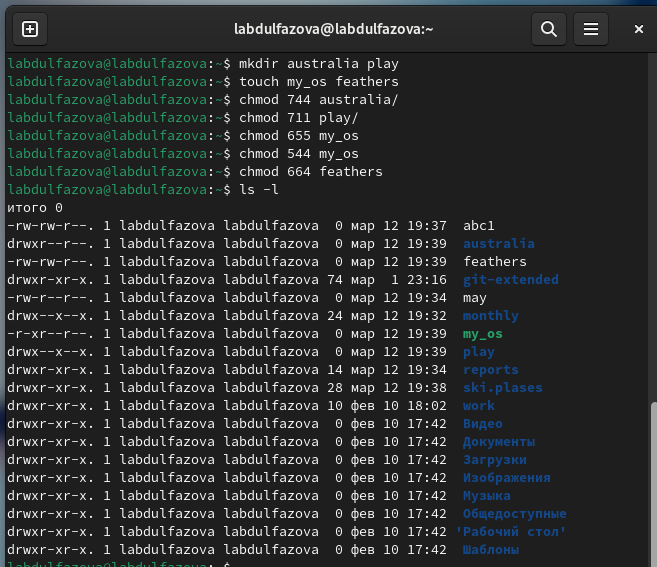 labdulfazova@labdulfazova:~
labdulfazova@labdulfazova:~$ mkdir australia play
labdulfazova@labdulfazova:~$ touch my_os feathers
labdulfazova@labdulfazova:~$ chmod 744 australia/
labdulfazova@labdulfazova:~$ chmod 711 play/
labdulfazova@labdulfazova:~$ chmod 655 my_os
labdulfazova@labdulfazova:~$ chmod 544 my_os
labdulfazova@labdulfazova:~$ chmod 664 feathers
labdulfazova@labdulfazova:~$ ls -l
итого 0
-rw-rw-r--. 1 labdulfazova labdulfazova  0 мар 12 19:37  abc1
drwxr--r--. 1 labdulfazova labdulfazova  0 мар 12 19:39  australia
-rw-rw-r--. 1 labdulfazova labdulfazova  0 мар 12 19:39  feathers
drwxr-xr-x. 1 labdulfazova labdulfazova 74 мар  1 23:16  git-extended
-rw-r--r--. 1 labdulfazova labdulfazova  0 мар 12 19:34  may
drwx--x--x. 1 labdulfazova labdulfazova 24 мар 12 19:32  monthly
-r-xr--r--. 1 labdulfazova labdulfazova  0 мар 12 19:39  my_os
drwx--x--x. 1 labdulfazova labdulfazova  0 мар 12 19:39  play
drwxr-xr-x. 1 labdulfazova labdulfazova 14 мар 12 19:34  reports
drwxr-xr-x. 1 labdulfazova labdulfazova 28 мар 12 19:38  ski.plases
drwxr-xr-x. 1 labdulfazova labdulfazova 10 фев 10 18:02  work
drwxr-xr-x. 1 labdulfazova labdulfazova  0 фев 10 17:42  Видео
drwxr-xr-x. 1 labdulfazova labdulfazova  0 фев 10 17:42  Документы
drwxr-xr-x. 1 labdulfazova labdulfazova  0 фев 10 17:42  Загрузки
drwxr-xr-x. 1 labdulfazova labdulfazova  0 фев 10 17:42  Изображения
drwxr-xr-x. 1 labdulfazova labdulfazova  0 фев 10 17:42  Музыка
drwxr-xr-x. 1 labdulfazova labdulfazova  0 фев 10 17:42  Общедоступные
drwxr-xr-x. 1 labdulfazova labdulfazova  0 фев 10 17:42 'Рабочий стол'
drwxr-xr-x. 1 labdulfazova labdulfazova  0 фев 10 17:42  Шаблоны
labdulfazova@labdulfazova:~$